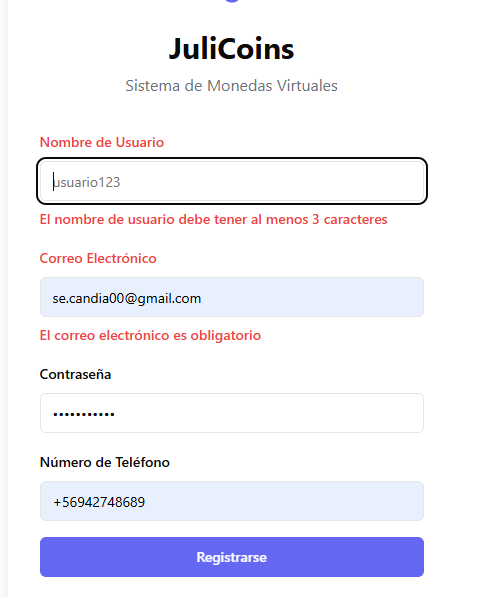 JuliCoins
Sistema de Monedas Virtuales
Nombre de Usuario
usuario123
El nombre de usuario debe tener al menos 3 caracteres
Correo Electrónico
se.candia00@gmail.com
El correo electrónico es obligatorio
Contraseña
•••••••••••
Número de Teléfono
+56942748689
Registrarse